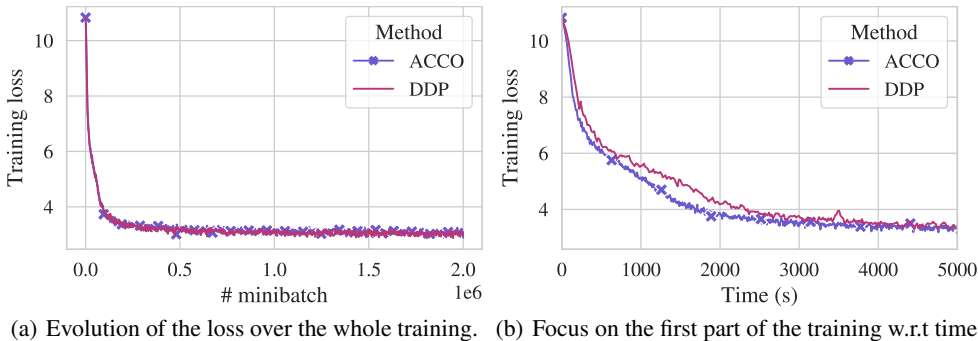 Training loss
10
8
6
4
Method
ACCO
DDP
0.0
0.5
1.0
1.5
2.0
1e6
# minibatch
(a) Evolution of the loss over the whole training.
Training loss
10
8
6
4
Method
ACCO
DDP
0
1000
2000
3000
4000
5000
Time (s)
(b) Focus on the first part of the training w.r.t time